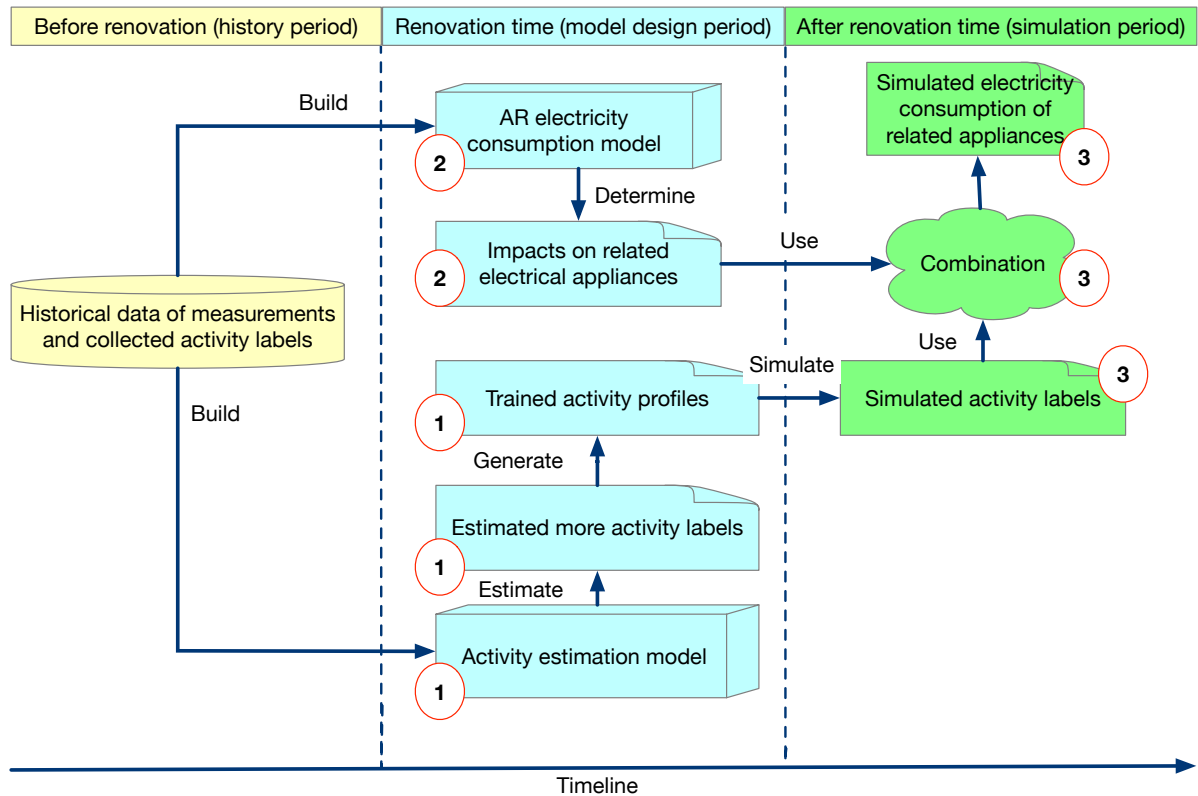 Before renovation (history period)
Renovation time (model design period)
After renovation time (simulation period)
Build
AR electricity
consumption model
2
Simulated electricity
consumption of
related appliances
3
Determine
Impacts on related
electrical appliances
2
Use
Combination
3
Historical data of measurements
and collected activity labels
Use
Simulate
Trained activity profiles
1
Simulated activity labels
3
Build
Generate
Estimated more activity labels
1
Estimate
Activity estimation model
1
Timeline